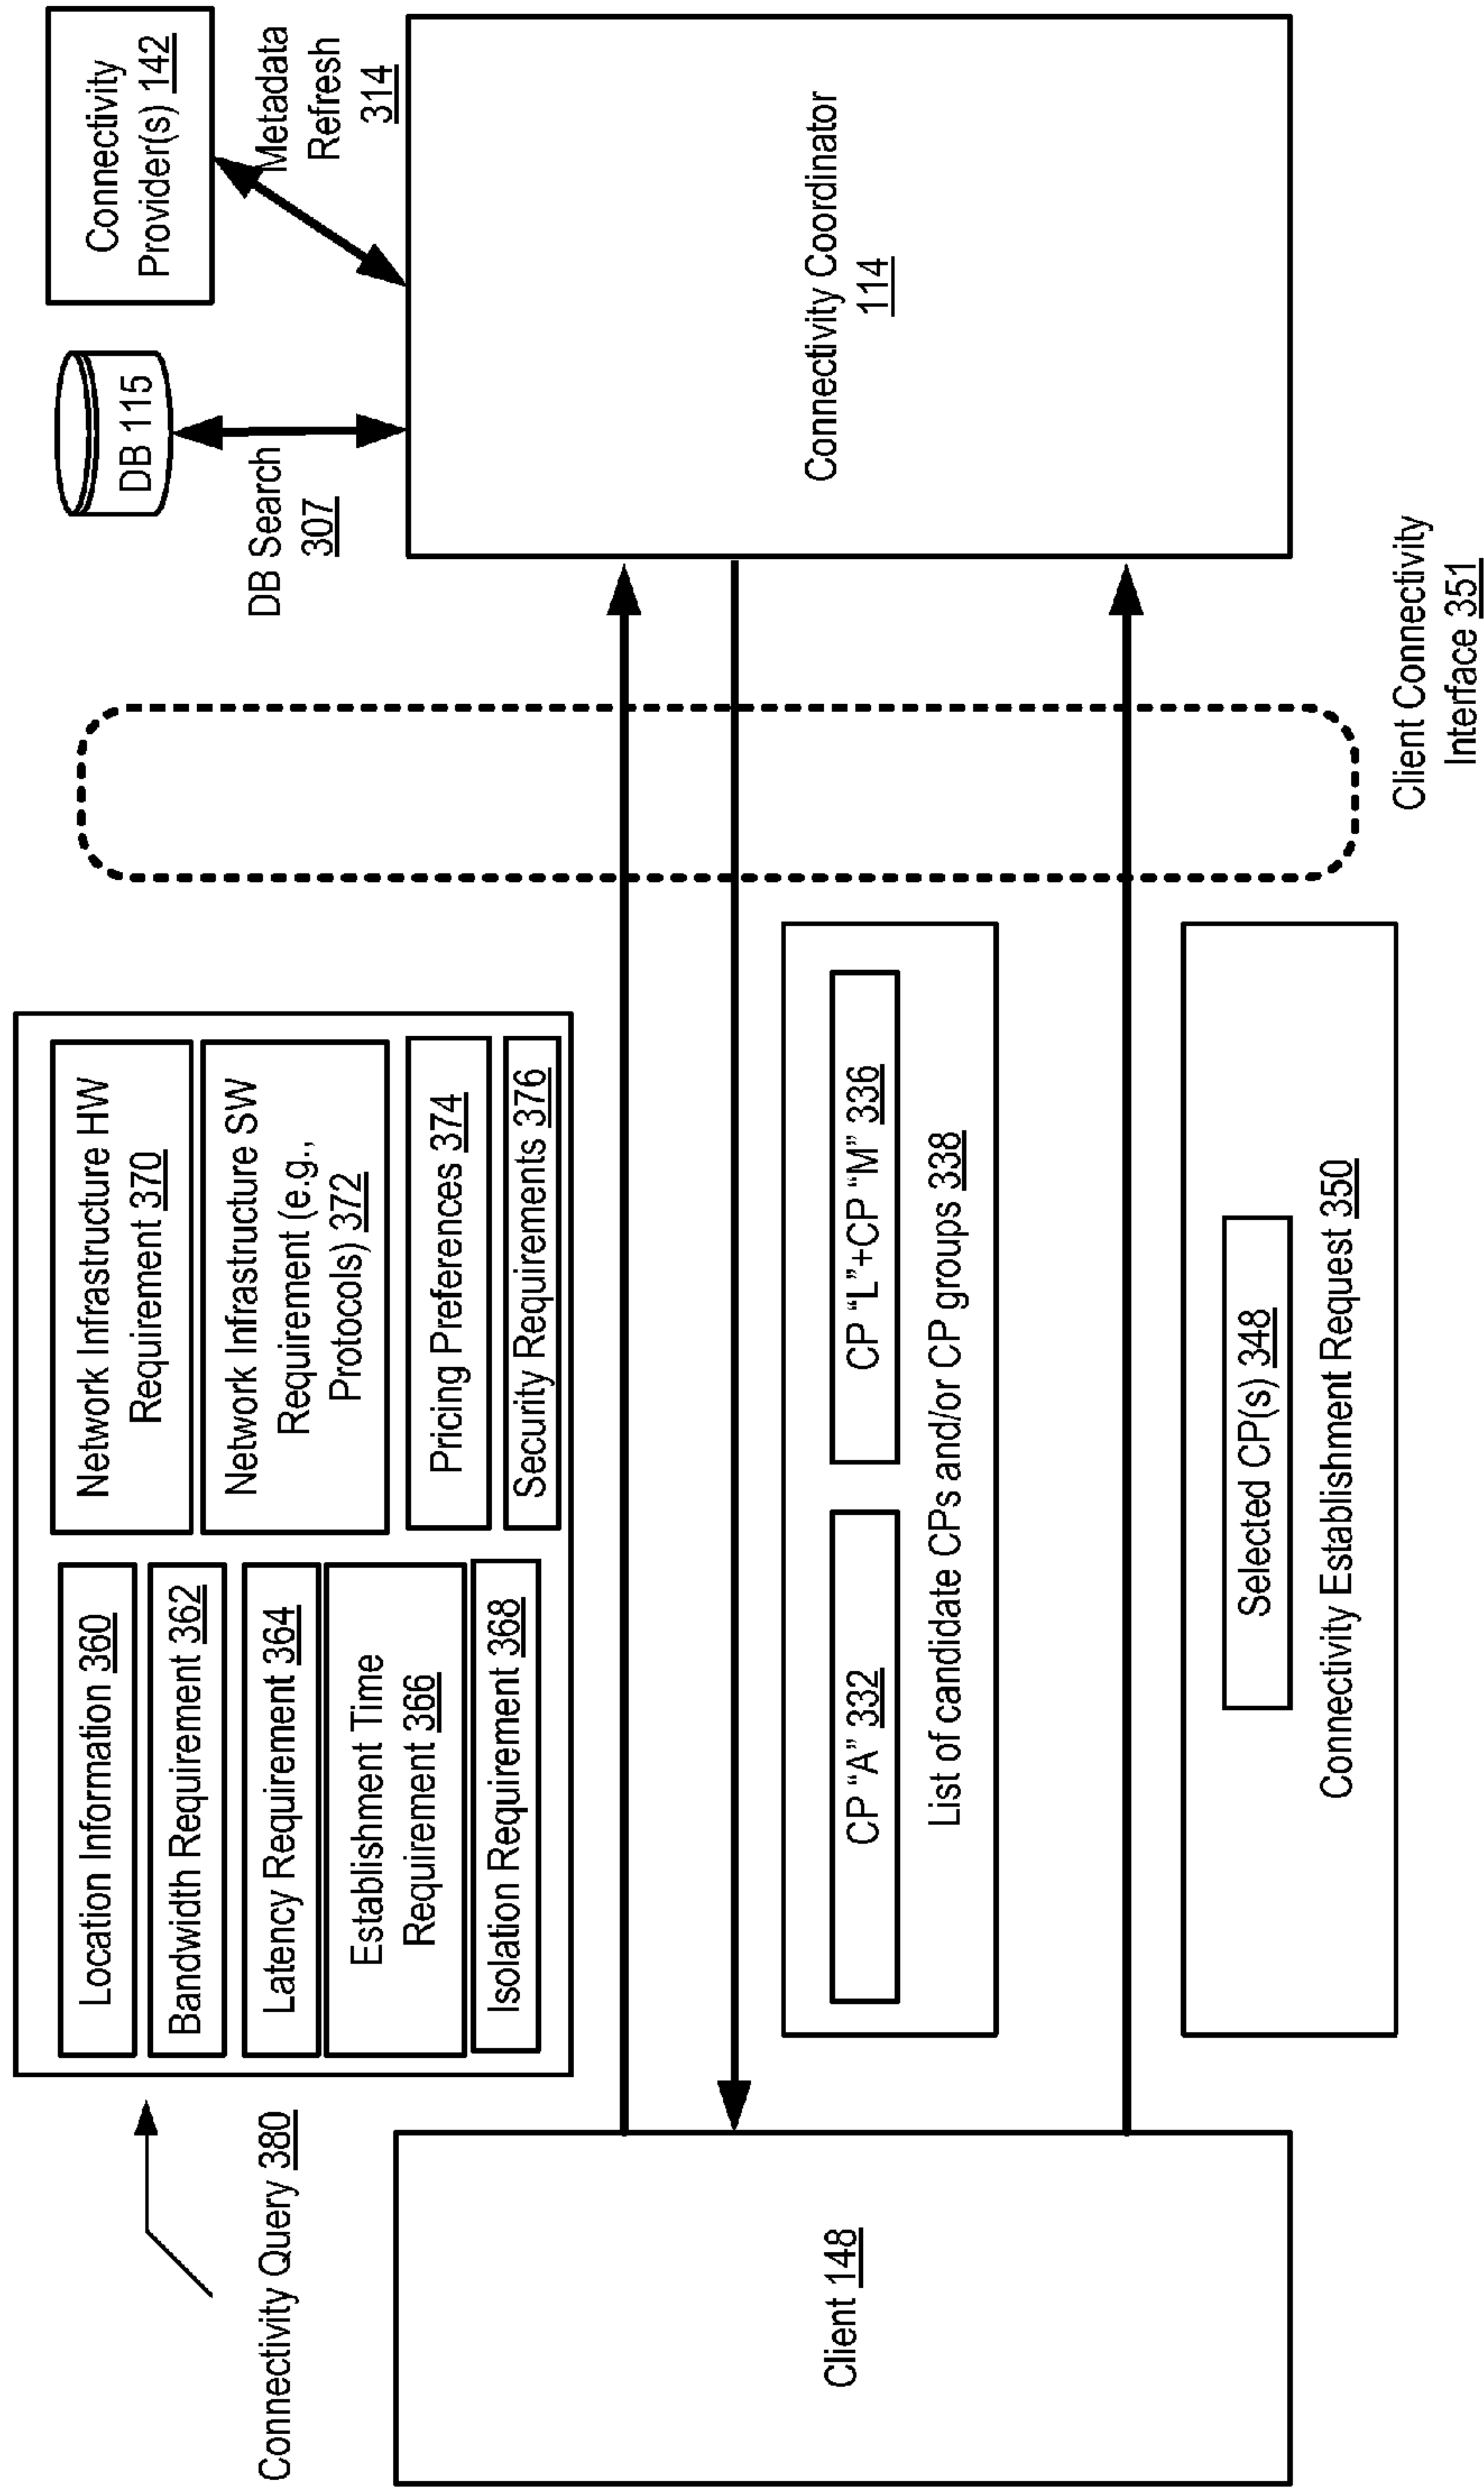 Connectivity Query 380
Location Information 360
Bandwidth Requirement 362
Latency Requirement 364
Establishment Time
Requirement 366
Isolation Requirement 368
Network Infrastructure HW
Requirement 370
Network Infrastructure SW
Requirement (e.g.,
Protocols) 372
Pricing Preferences 374
Security Requirements 376
DB 115
DB Search
307
Connectivity
Provider(s) 142
Metadata
Refresh
314
Client 148
Connectivity Coordinator
114
CP “A” 332
CP “L”+CP “M” 336
List of candidate CPs and/or CP groups 338
Selected CP(s) 348
Connectivity Establishment Request 350
Client Connectivity
Interface 351